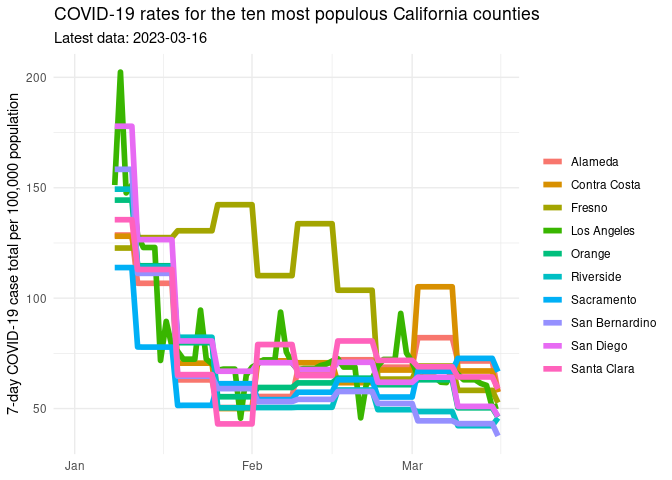 COVID-19 rates for the ten most populous California counties
Latest data: 2023-03-16
7-day COVID-19 case total per 100,000 population
200
150
100
50
Jan
Feb
Mar
Alameda
Contra Costa
Fresno
Los Angeles
Orange
Riverside
Sacramento
San Bernardino
San Diego
Santa Clara